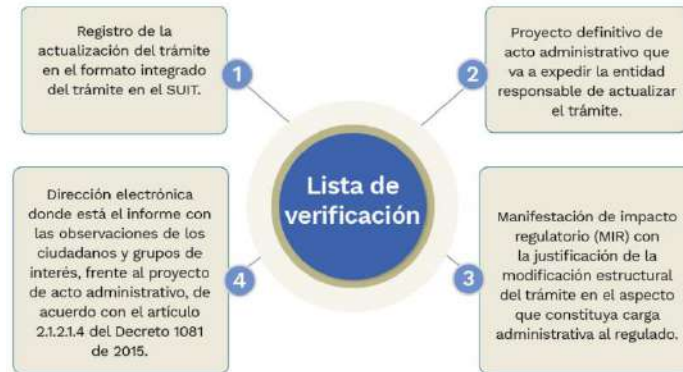 Registro de la
actualización del trámite
en el formato integrado
del trámite en el SUIT.
1
Proyecto definitivo de
acto administrativo que
va a expedir la entidad
responsable de actualizar
el trámite.
2
Lista de
verificación
Manifestación de impacto
regulatorio (MIR) con
la justificación de la
modificación estructural
del trámite en el aspecto
que constituya carga
administrativa al regulado.
3
Dirección electrónica
donde está el informe con
las observaciones de los
ciudadanos y grupos de
interés, frente al proyecto
de acto administrativo, de
acuerdo con el artículo
2.1.2.1.4 del Decreto 1081
de 2015.
4